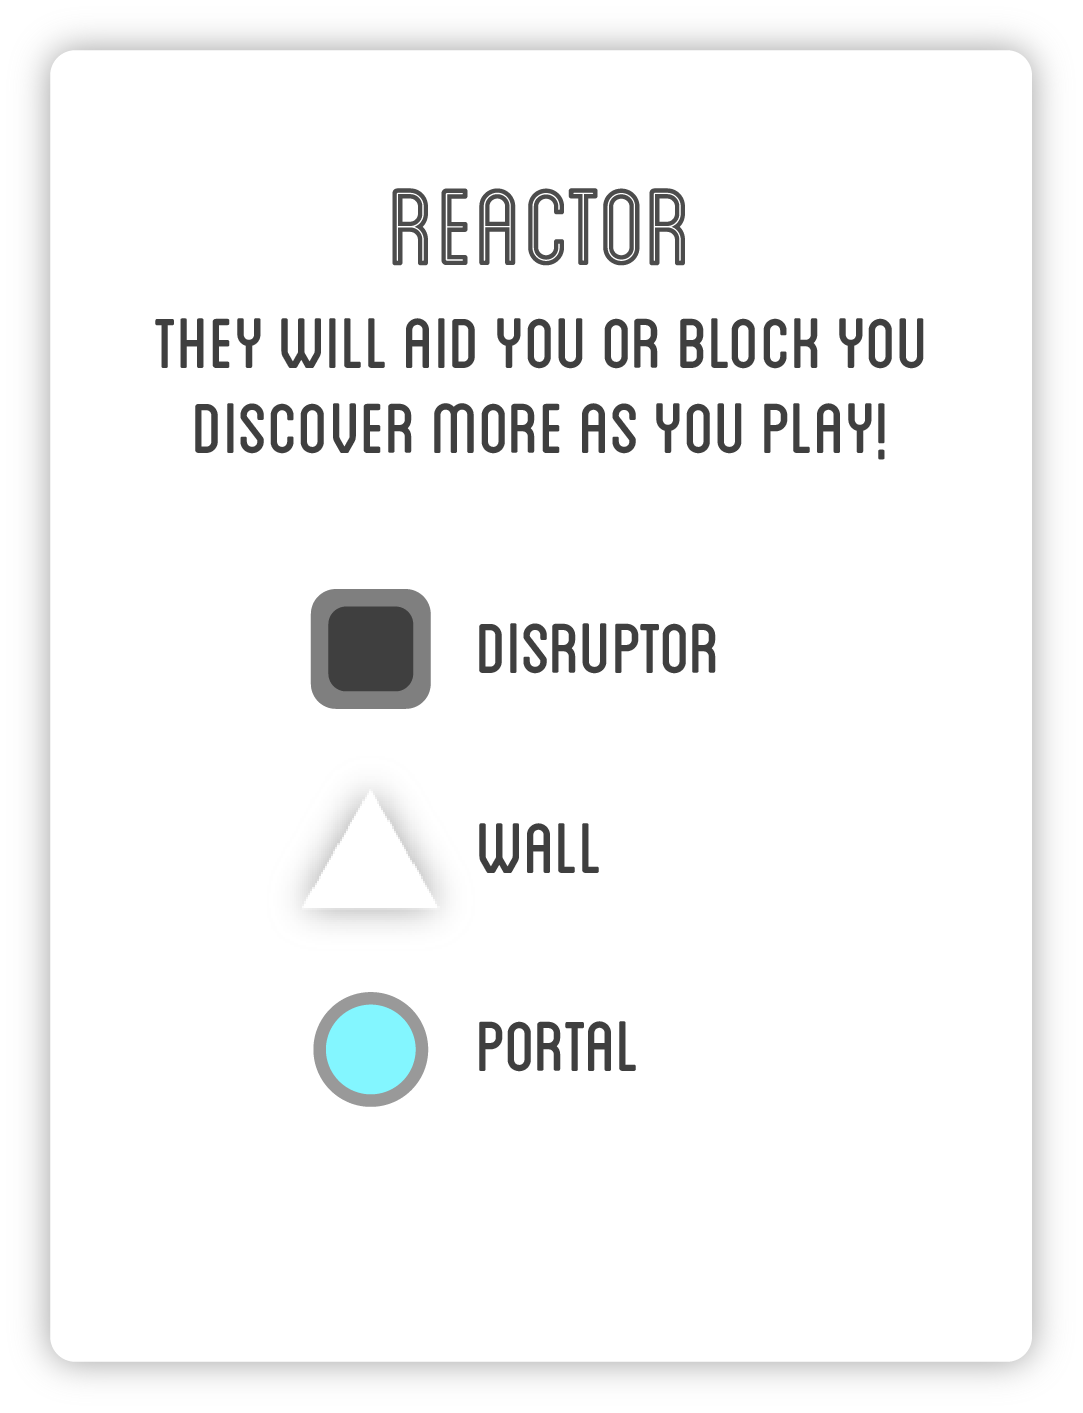 REACTOR
THEY WILL AID YOU OR BLOCK YOU
DISCOVER MORE AS YOU PLAY!
DISRUPTOR
WALL
PORTAL